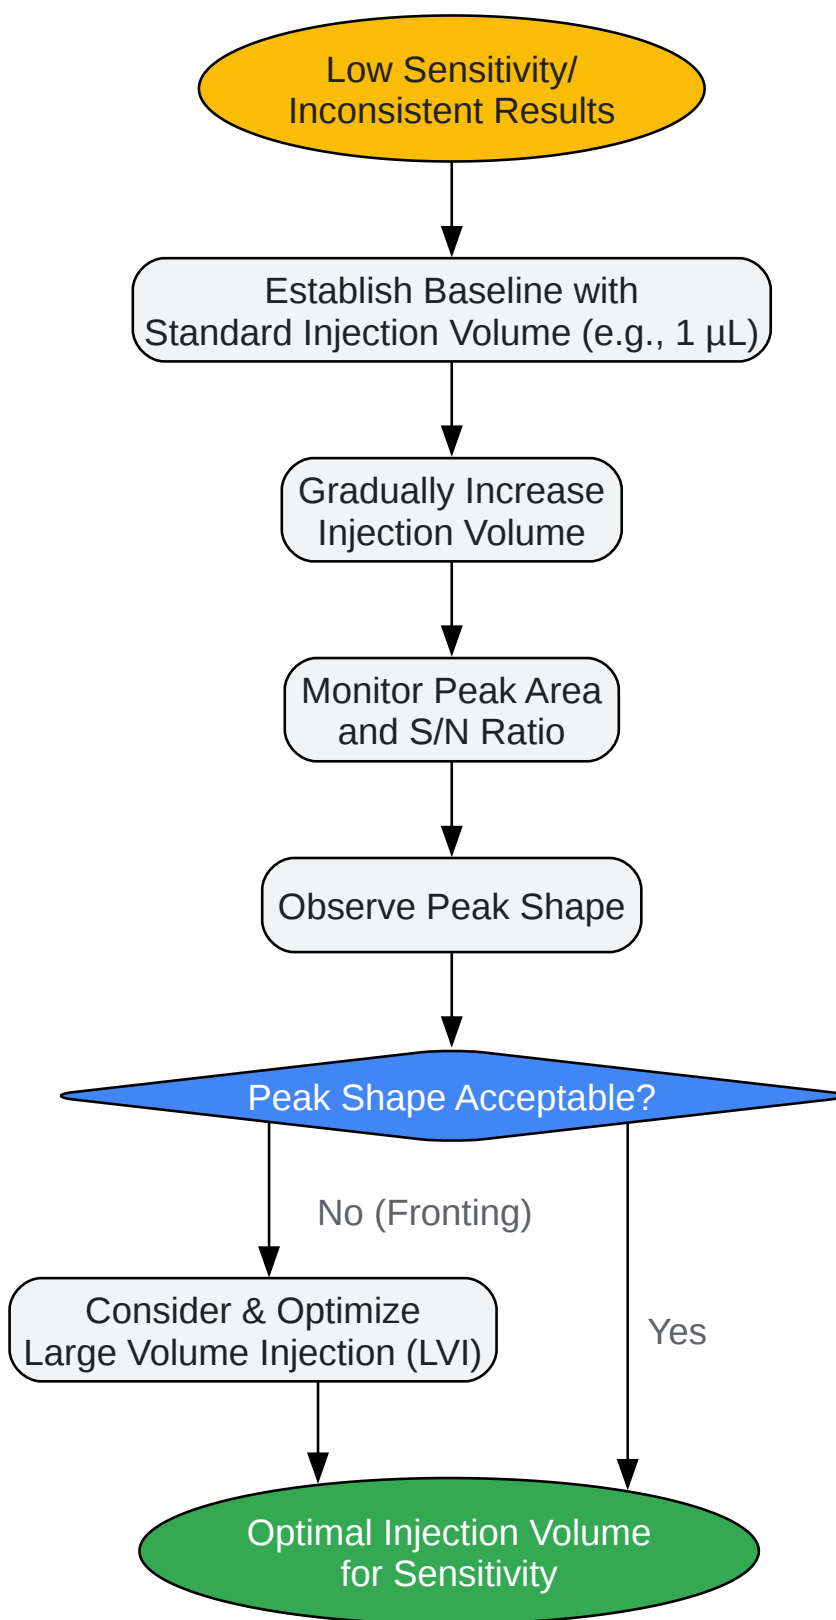 Low Sensitivity/
Inconsistent Results
Establish Baseline with
Standard Injection Volume (e.g., 1 µL)
Gradually Increase
Injection Volume
Monitor Peak Area
and S/N Ratio
Observe Peak Shape
Peak Shape Acceptable?
No (Fronting)
Consider & Optimize
Large Volume Injection (LVI)
Yes
Optimal Injection Volume
for Sensitivity